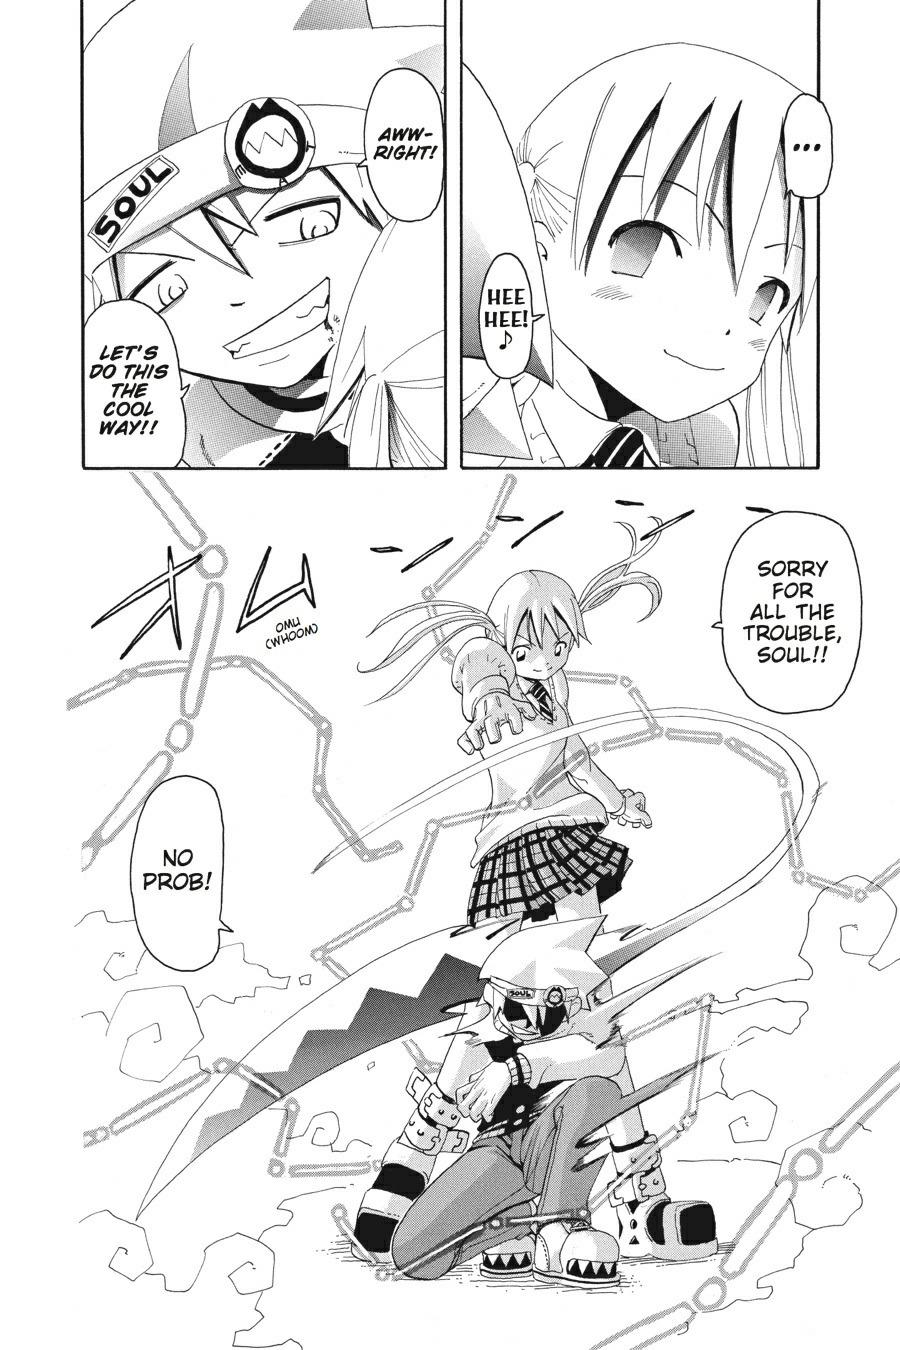 ...
HEE
HEE!
♪
AWW-
RIGHT!
SOUL
EAT
LET'S
DO THIS
THE
COOL
WAY!!
オム
OMU
(WHOOM)
SORRY
FOR
ALL THE
TROUBLE,
SOUL!!
NO
PROB!
SOUL